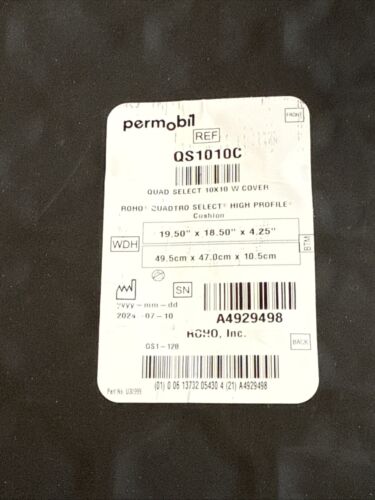 permobil
FRONT
REF
QS1010C
QUAD SELECT 10X10 W COVER
ROHO® QUADTRO SELECT® HIGH PROFILE®
Cushion
WDH
19.50" x 18.50" x 4.25"
49.5cm x 47.0cm x 10.5cm
BTM
SN
yyyy-mm-dd
2024-07-10
A4929498
ROHO, Inc.
QS1-120
BACK
(01) 0 06 13732 05430 4 (21) A4929498